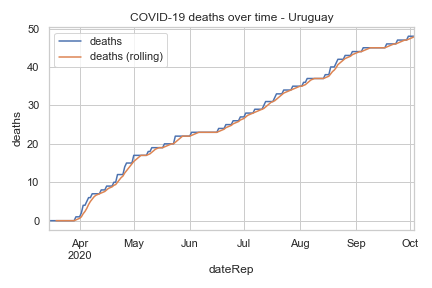 COVID-19 deaths over time - Uruguay
deaths
deaths (rolling)
50
40
30
20
10
0
deaths
Apr May Jun Jul Aug Sep Oct
2020
dateRep